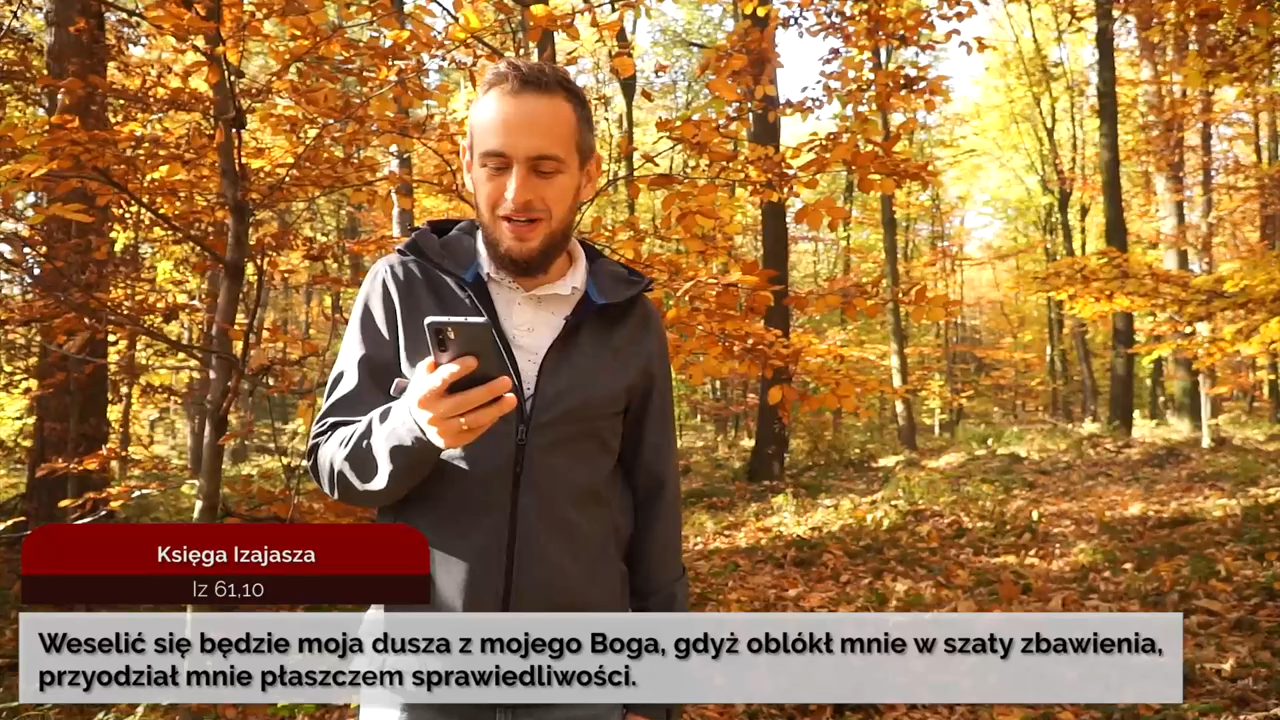 Księga Izajasza
Iz 61,10
Weselić się będzie moja dusza z mojego Boga, gdyż oblókł mnie w szaty zbawienia,
przyodział mnie płaszczem sprawiedliwości.